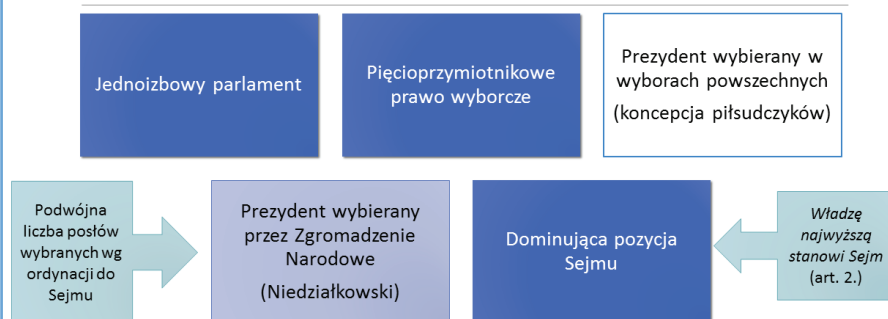 Jednoizbowy parlament
Pięcioprzymiotnikowe
prawo wyborcze
Prezydent wybierany w
wyborach powszechnych
(koncepcja piłsudczyków)
Podwójna
liczba posłów
wybranych wg
ordynacji do
Sejmu
Prezydent wybierany
przez Zgromadzenie
Narodowe
(Niedziałkowski)
Dominująca pozycja
Sejmu
Władzę
najwyższą
stanowi Sejm
(art. 2.)